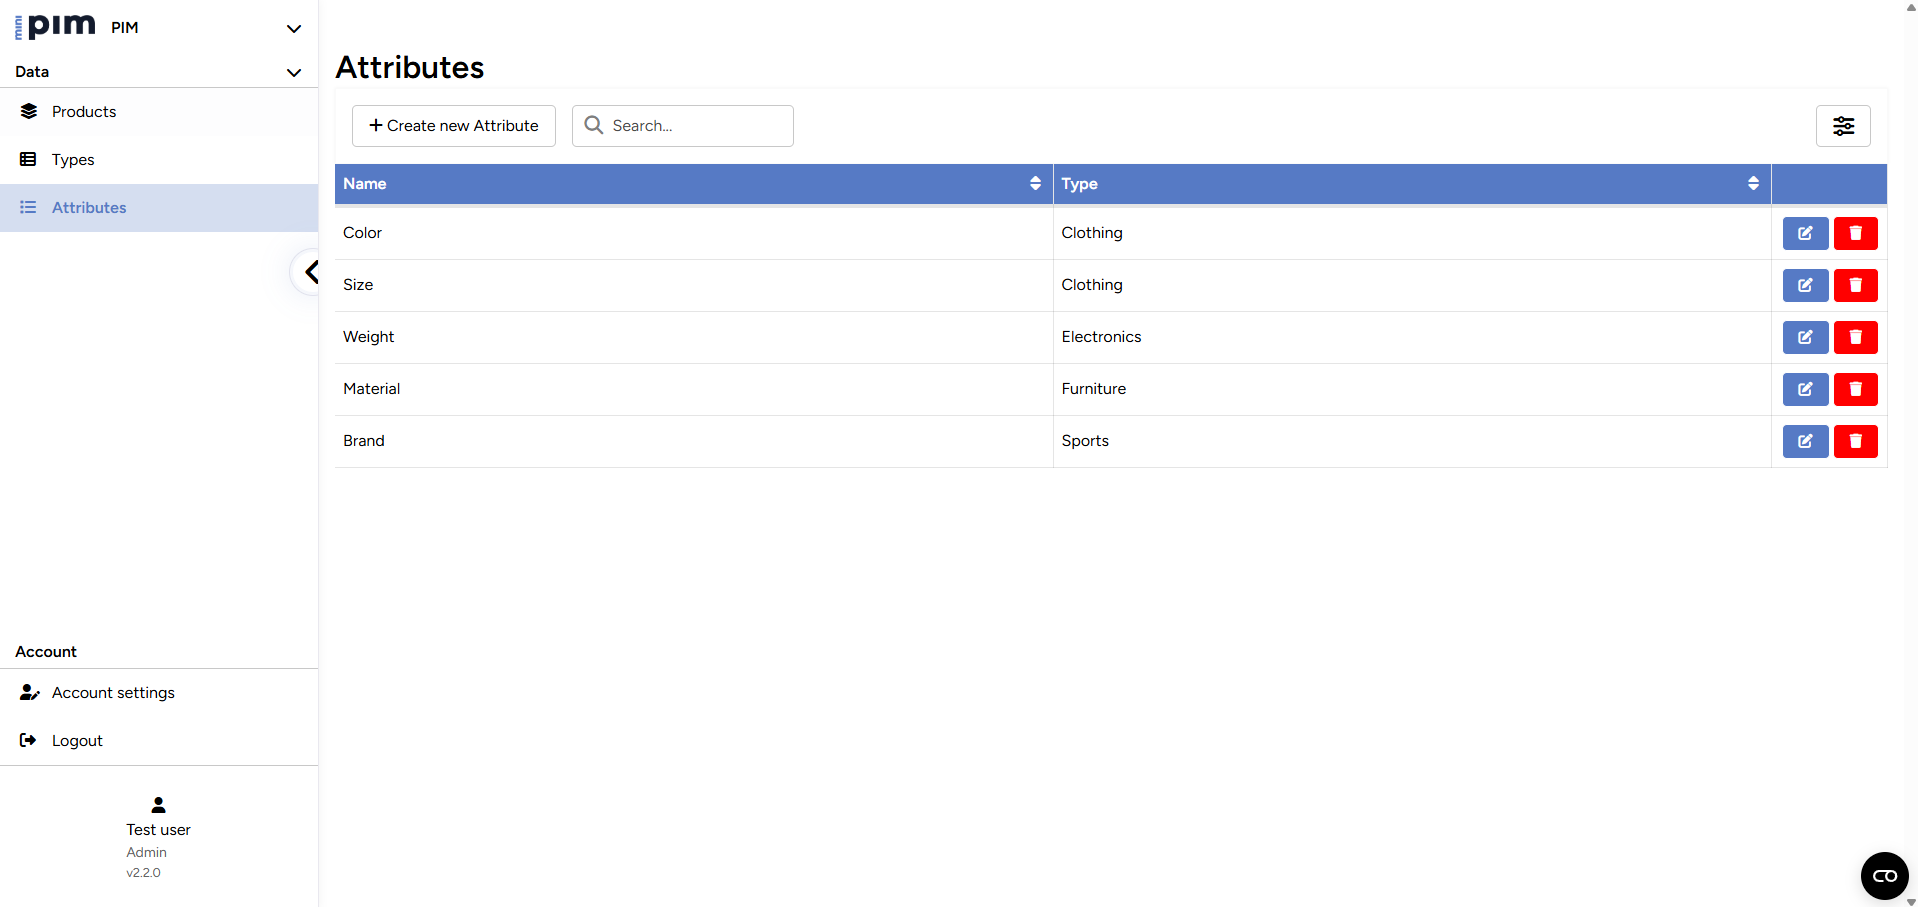 mini pim PIM
Data
Products
Types
Attributes
Account
Account settings
Logout
Test user
Admin
v2.2.0
Attributes
Create new Attribute
Search...
Name Type
Color Clothing
Size Clothing
Weight Electronics
Material Furniture
Brand Sports